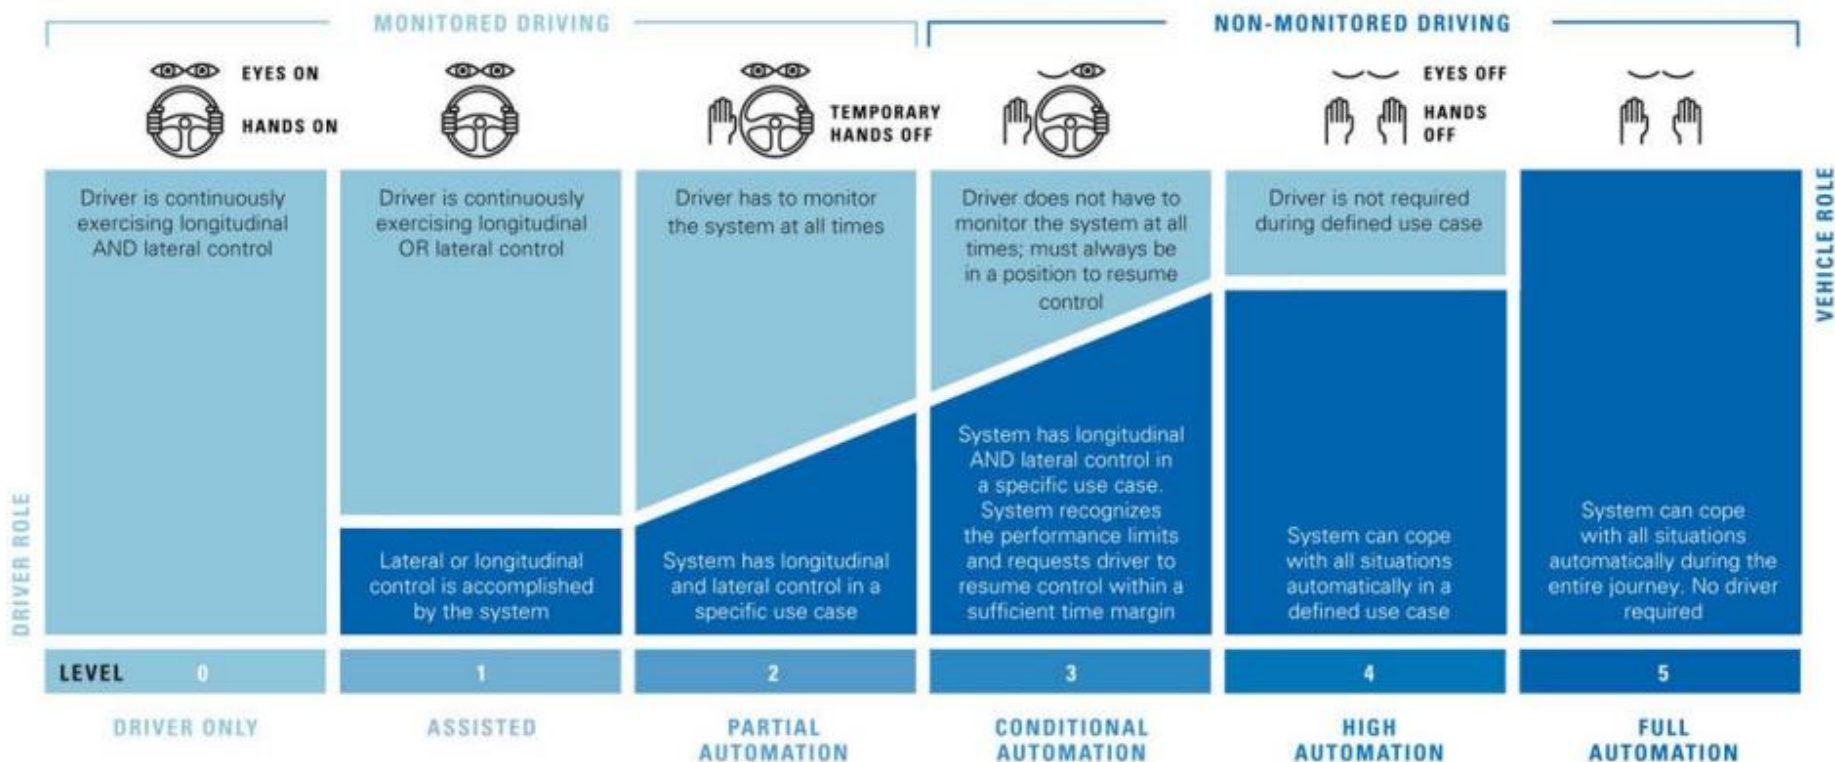 MONITORED DRIVING
NON-MONITORED DRIVING
EYES ON
HANDS ON
TEMPORARY
HANDS OFF
EYES OFF
HANDS
OFF
Driver is continuously
exercising longitudinal
AND lateral control
Driver is continuously
exercising longitudinal
OR lateral control
Driver has to monitor
the system at all times
Driver does not have to
monitor the system at all
times; must always be
in a position to resume
control
Driver is not required
during defined use case
VEHICLE ROLE
DRIVER ROLE
Lateral or longitudinal
control is accomplished
by the system
System has longitudinal
and lateral control in a
specific use case
System has longitudinal
AND lateral control in
a specific use case.
System recognizes
the performance limits
and requests driver to
resume control within a
sufficient time margin
System can cope
with all situations
automatically in a
defined use case
System can cope
with all situations
automatically during the
entire journey. No driver
required
LEVEL 0
1
2
3
4
5
DRIVER ONLY
ASSISTED
PARTIAL
AUTOMATION
CONDITIONAL
AUTOMATION
HIGH
AUTOMATION
FULL
AUTOMATION